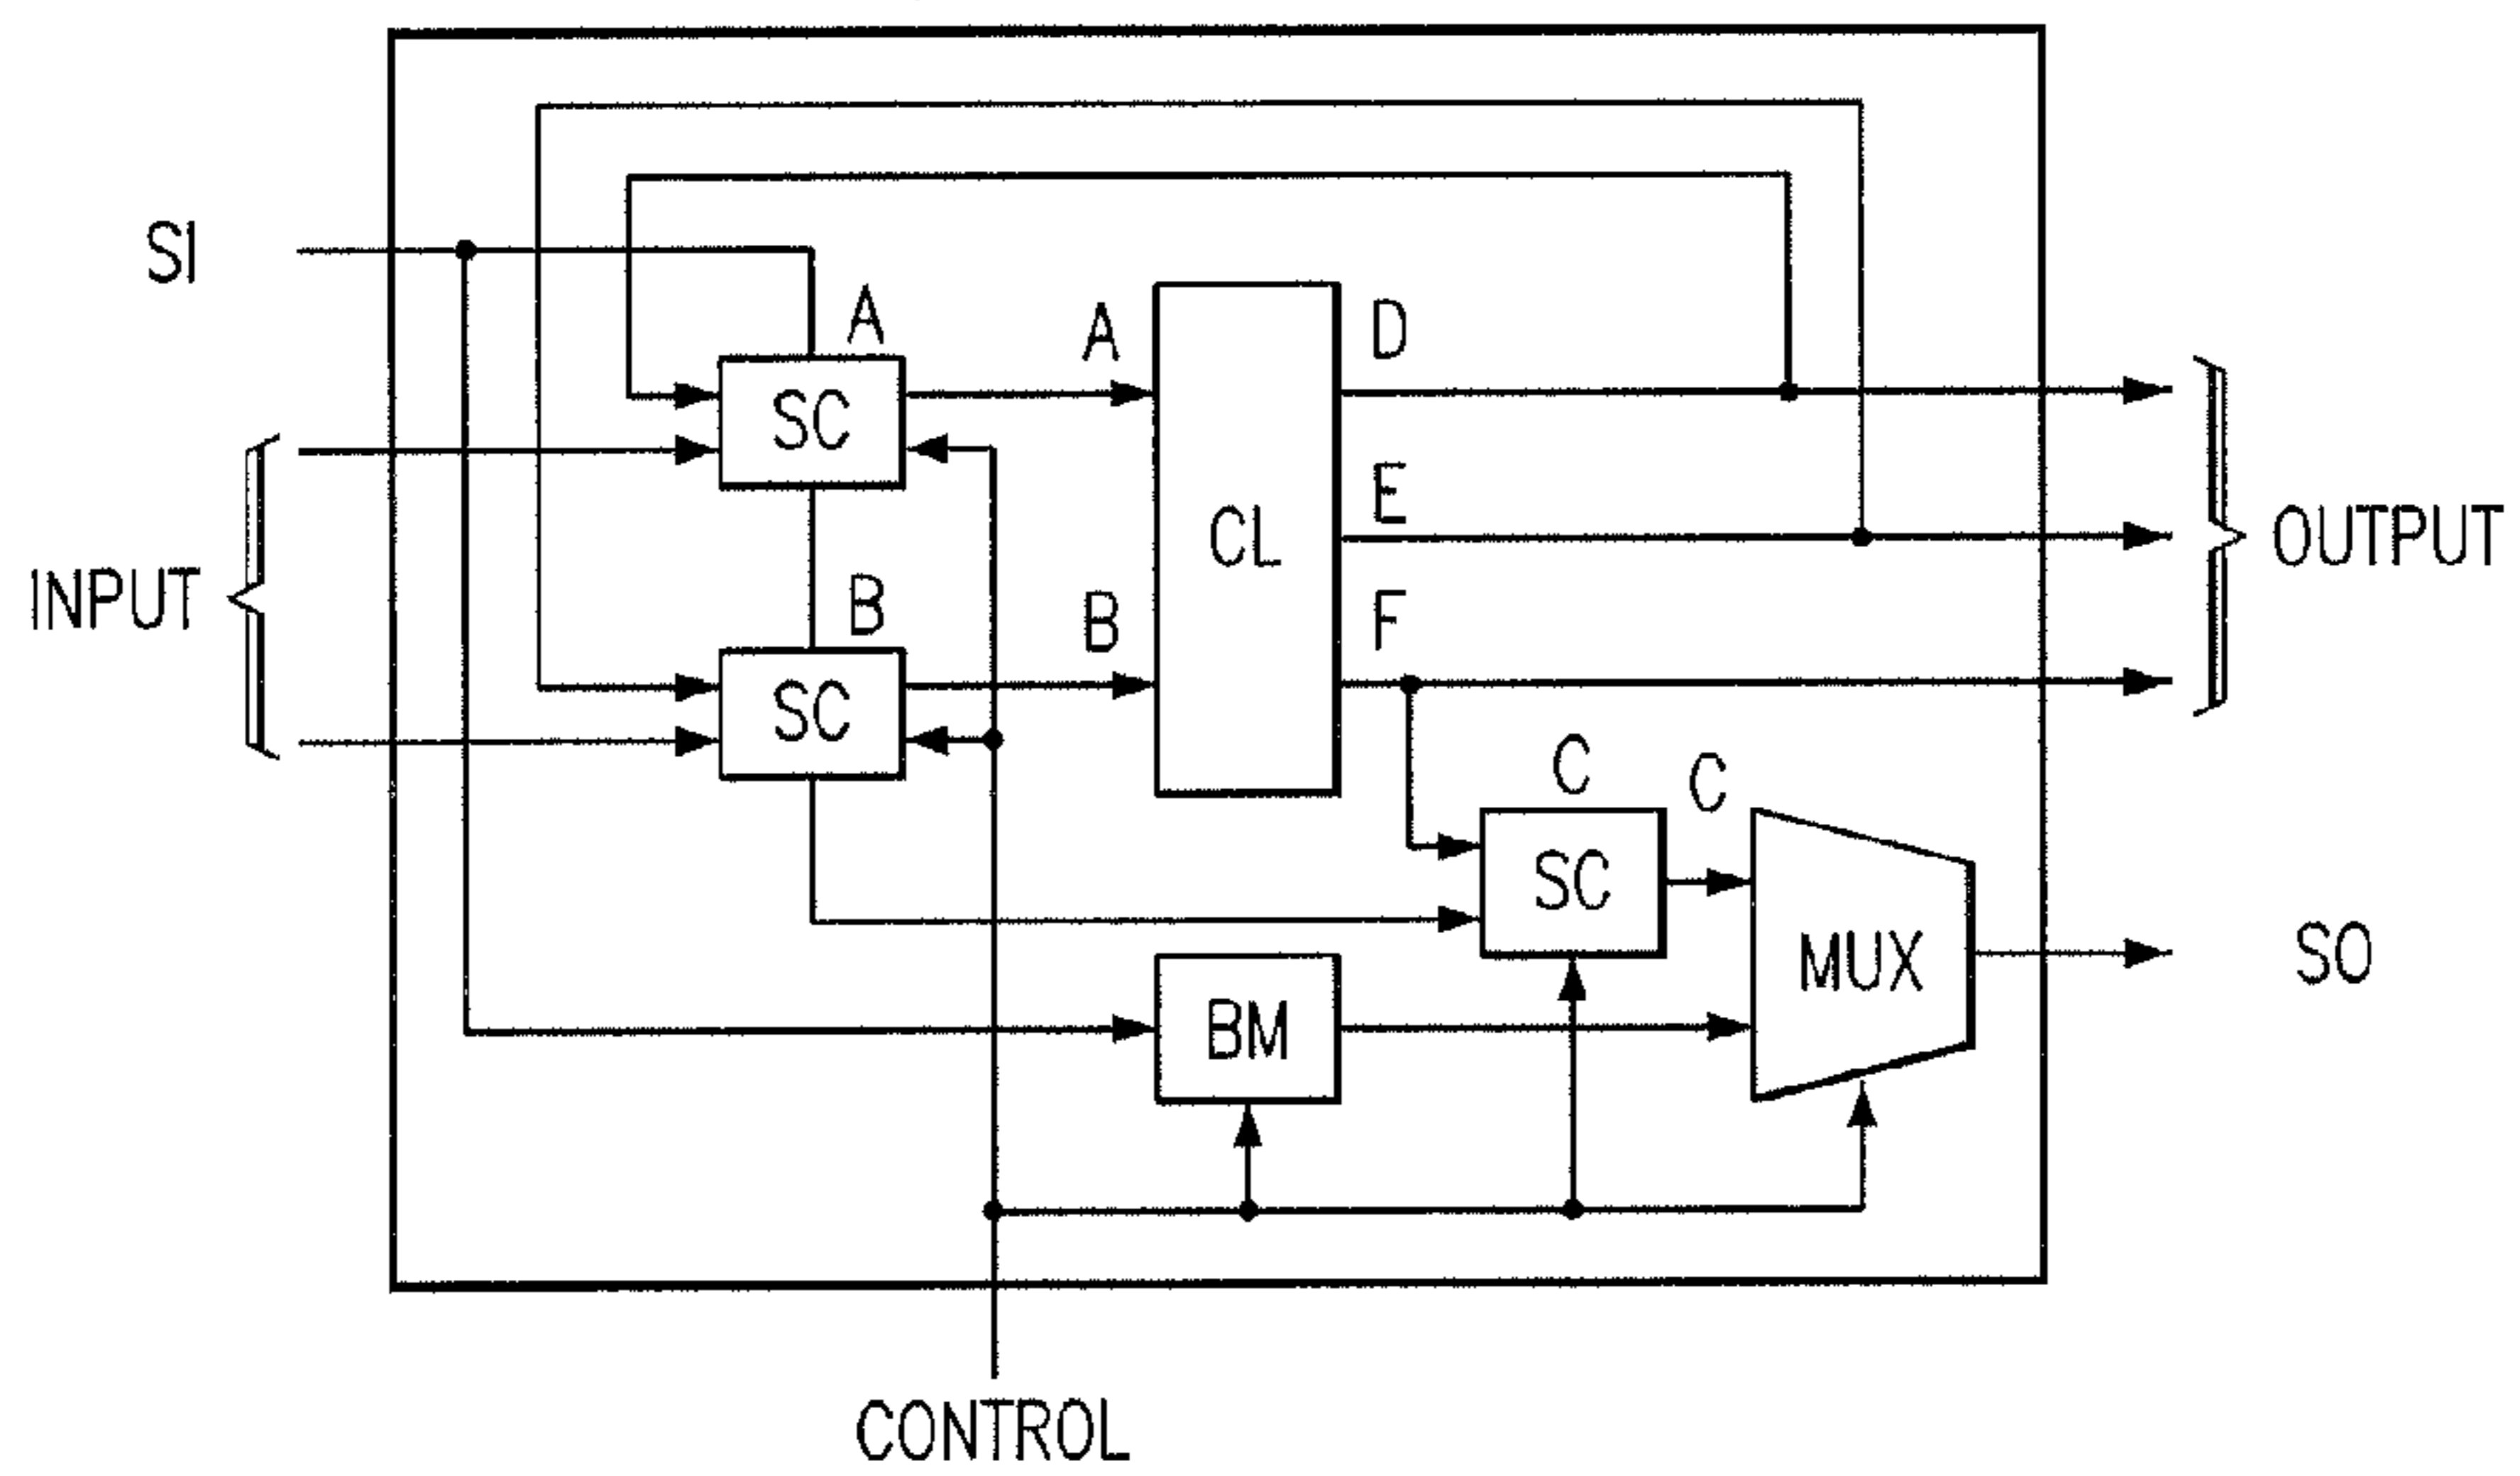 SI
A
A
D
SC
E
CL
INPUT
OUTPUT
B
B
F
SC
C
C
SC
MUX
SO
BM
CONTROL